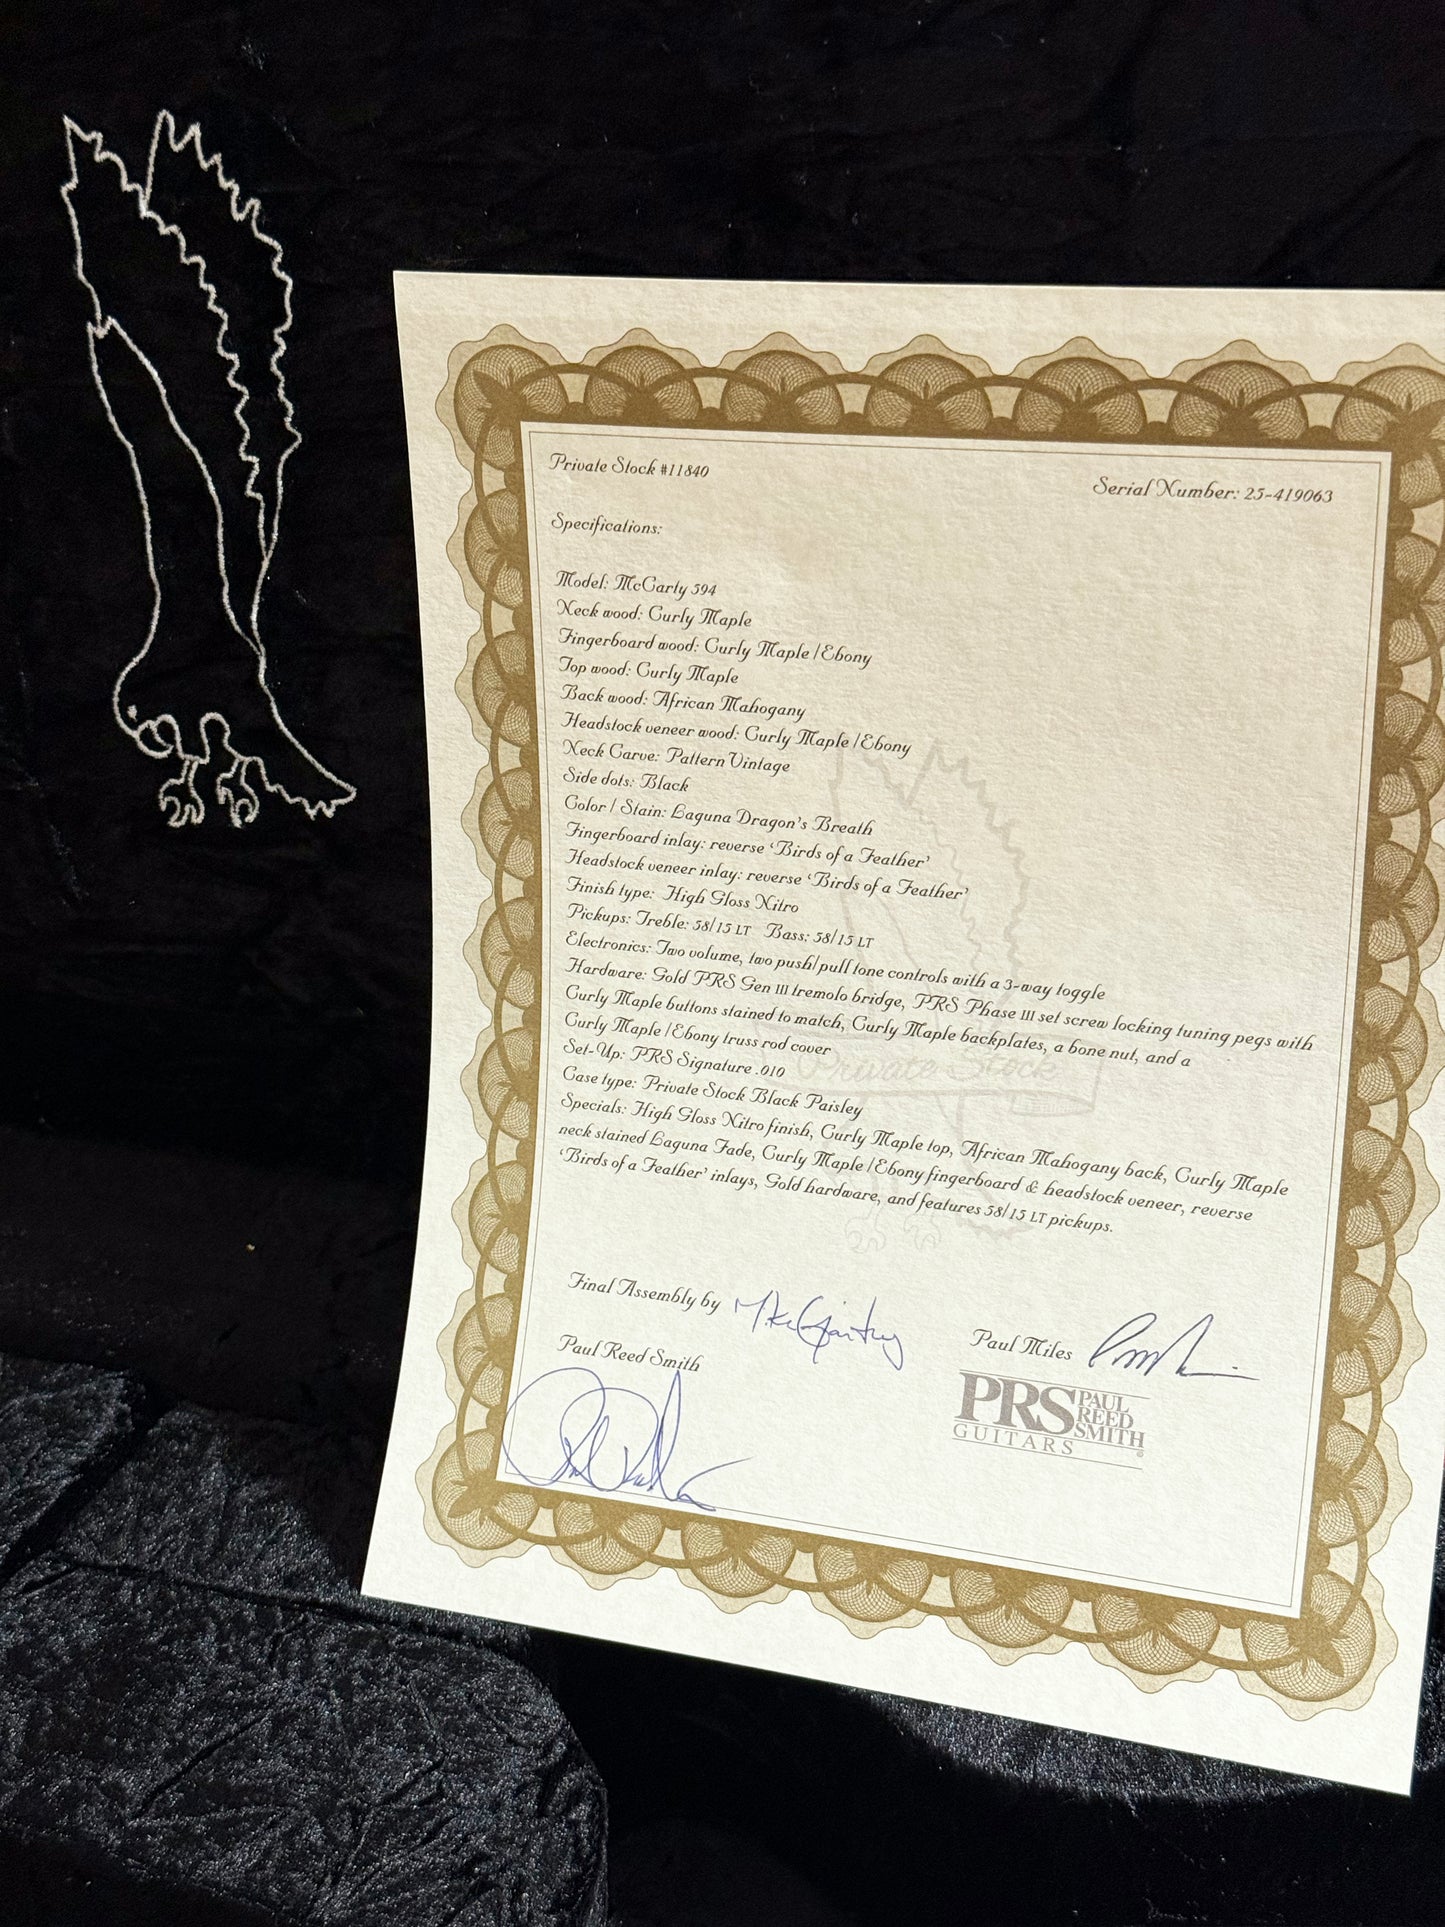 Private Stock #11840
Serial Number: 25-419063
Specifications:
Model: McCarty 594
Neck wood: Curly Maple
Fingerboard wood: Curly Maple / Ebony
Top wood: Curly Maple
Back wood: African Mahogany
Headstock veneer wood: Curly Maple / Ebony
Neck Carve: Pattern Vintage
Side dots: Black
Color / Stain: Laguna Dragon's Breath
Fingerboard inlay: reverse 'Birds of a Feather'
Headstock veneer inlay: reverse 'Birds of a Feather'
Finish type: High Gloss Nitro
Pickups: Treble: 58/15 LT Bass: 58/15 LT
Electronics: Two volume, two push/pull tone controls with a 3-way toggle
Hardware: Gold PRS Gen III tremolo bridge, PRS Phase III set screw locking tuning pegs with
Curly Maple buttons stained to match, Curly Maple backplates, a bone nut, and a
Curly Maple / Ebony truss rod cover
Set-Up: PRS Signature .010
Case type: Private Stock Black Paisley
Specials: High Gloss Nitro finish, Curly Maple top, African Mahogany back, Curly Maple
neck stained Laguna Fade, Curly Maple / Ebony fingerboard & headstock veneer, reverse
'Birds of a Feather' inlays, Gold hardware, and features 58/15 LT pickups.
Private Stock
Final Assembly by
Paul Reed Smith
Paul Miles
PRS PAUL REED SMITH
GUITARS